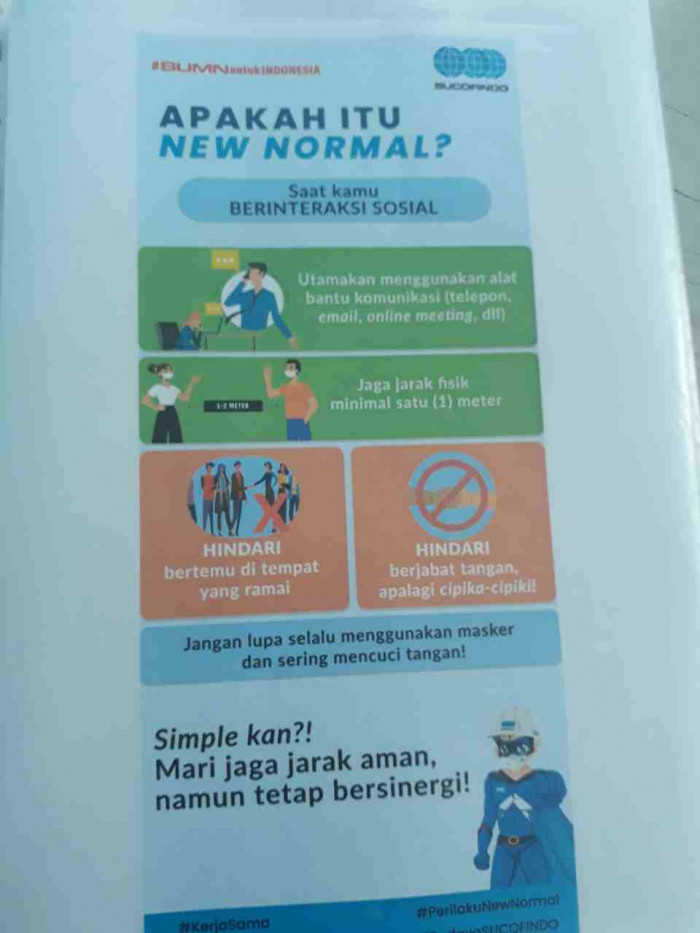 #BUMNuntukINDONESIA
SUCOFINDO
APAKAH ITU
NEW NORMAL?
Saat kamu
BERINTERAKSI SOSIAL
Utamakan menggunakan alat
bantu komunikasi (telepon,
email, online meeting, dll)
1-2 METER
Jaga jarak fisik
minimal satu (1) meter
HINDARI
bertemu di tempat
yang ramai
HINDARI
berjabat tangan,
apalagi cipika-cipiki!
Jangan lupa selalu menggunakan masker
dan sering mencuci tangan!
Simple kan?!
Mari jaga jarak aman,
namun tetap bersinergi!
#KerjaSama
#PerilakuNewNormal
SUCOFINDO